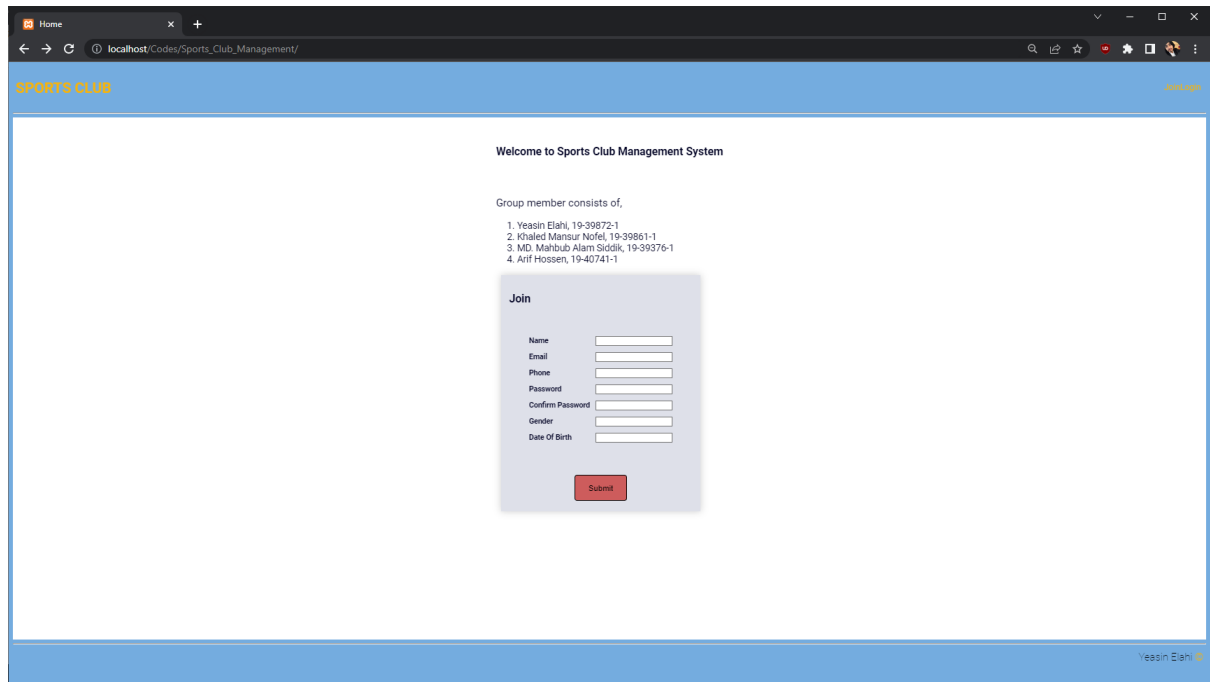 Home
localhost/Codes/Sports_Club_Management/
SPORTS CLUB
Join Login
Welcome to Sports Club Management System
Group member consists of,
1. Yeasin Elahi, 19-39872-1
2. Khaled Mansur Nofel, 19-39861-1
3. MD. Mahbub Alam Siddik, 19-39376-1
4. Arif Hossen, 19-40741-1
Join
Name
Email
Phone
Password
Confirm Password
Gender
Date Of Birth
Submit
Yeasin Elahi